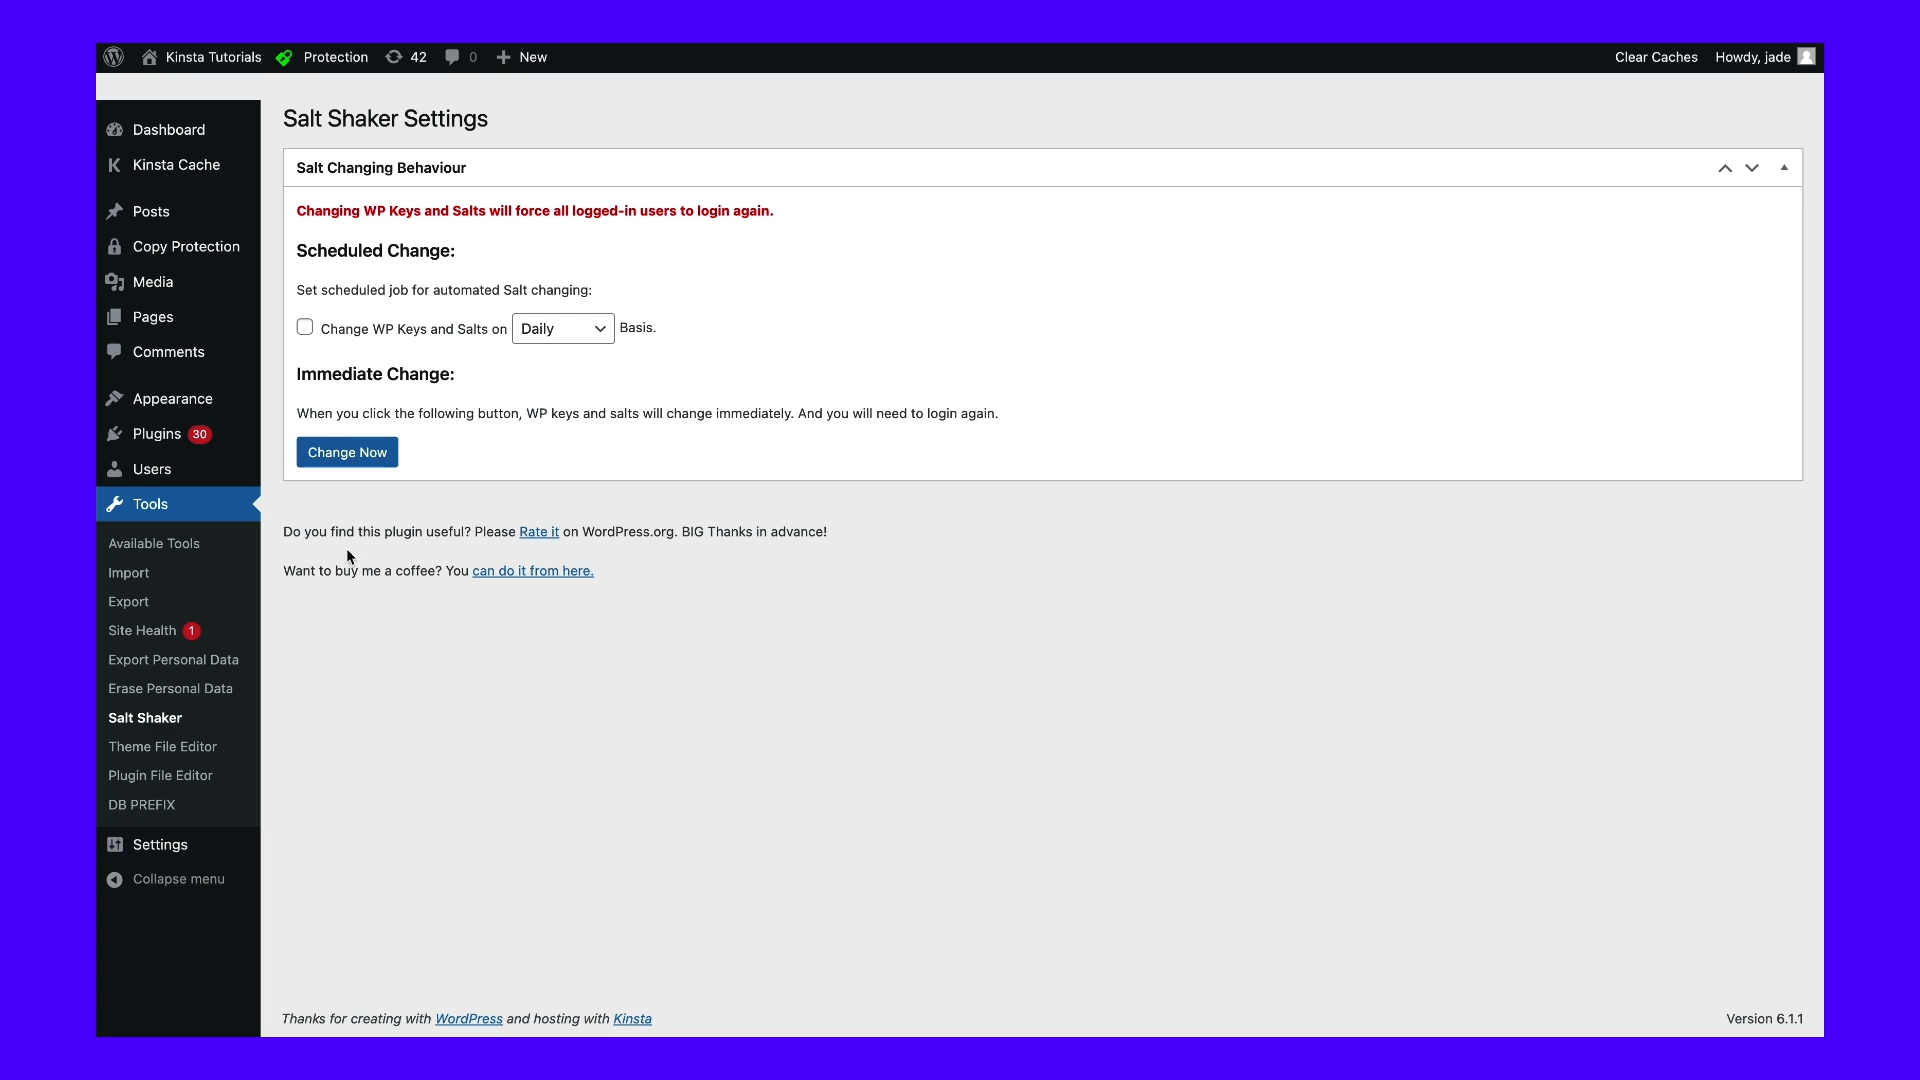 Kinsta Tutorials Protection 42 0 New Clear Caches Howdy, jade
Dashboard
Kinsta Cache
Posts
Copy Protection
Media
Pages
Comments
Appearance
Plugins 30
Users
Tools
Available Tools
Import
Export
Site Health 1
Export Personal Data
Erase Personal Data
Salt Shaker
Theme File Editor
Plugin File Editor
DB PREFIX
Settings
Collapse menu
Salt Shaker Settings
Salt Changing Behaviour
Changing WP Keys and Salts will force all logged-in users to login again.
Scheduled Change:
Set scheduled job for automated Salt changing:
Change WP Keys and Salts on Daily Basis.
Immediate Change:
When you click the following button, WP keys and salts will change immediately. And you will need to login again.
Change Now
Do you find this plugin useful? Please Rate it on WordPress.org. BIG Thanks in advance!
Want to buy me a coffee? You can do it from here.
Thanks for creating with WordPress and hosting with Kinsta
Version 6.1.1